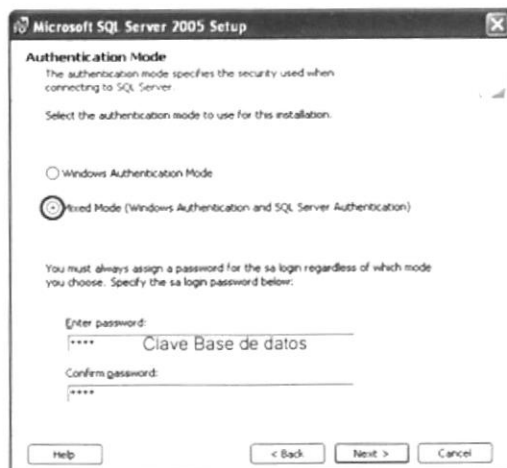 Microsoft SQL Server 2005 Setup
Authentication Mode
The authentication mode specifies the security used when
connecting to SQL Server
Select the authentication mode to use for this installation.
Windows Authentication Mode
Mixed Mode (Windows Authentication and SQL Server Authentication)
You must always assign a password for the sa login regardless of which mode
you choose. Specify the sa login password below:
Enter password:
**** Clave Base de datos
Confirm password:
****
Help < Back Next > Cancel